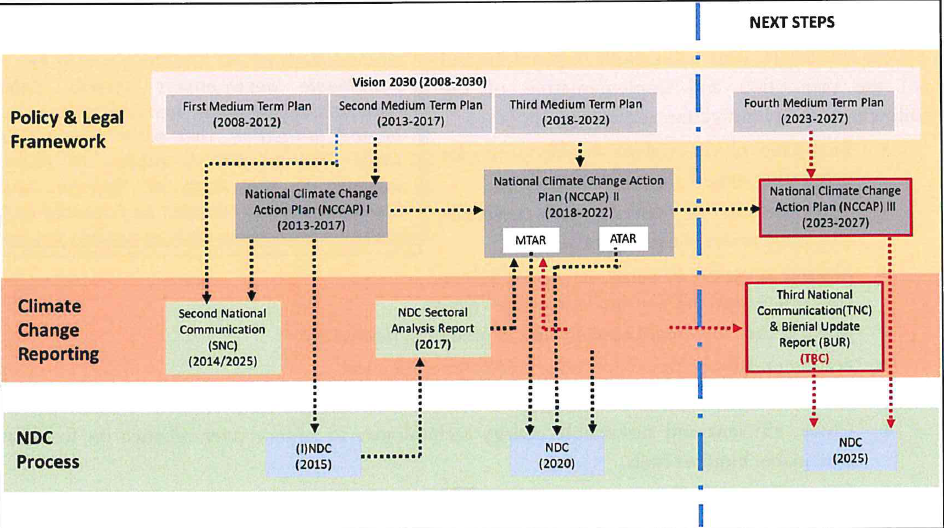 NEXT STEPS
Vision 2030 (2008-2030)
Policy & Legal
Framework
First Medium Term Plan
(2008-2012)
Second Medium Term Plan
(2013-2017)
Third Medium Term Plan
(2018-2022)
Fourth Medium Term Plan
(2023-2027)
National Climate Change
Action Plan (NCCAP) I
(2013-2017)
National Climate Change Action
Plan (NCCAP) II
(2018-2022)
MTAR
ATAR
National Climate Change
Action Plan (NCCAP) III
(2023-2027)
Climate
Change
Reporting
Second National
Communication
(SNC)
(2014/2025)
NDC Sectoral
Analysis Report
(2017)
Third National
Communication(TNC)
& Bienial Update
Report (BUR)
(TBC)
NDC
Process
(I)NDC
(2015)
NDC
(2020)
NDC
(2025)